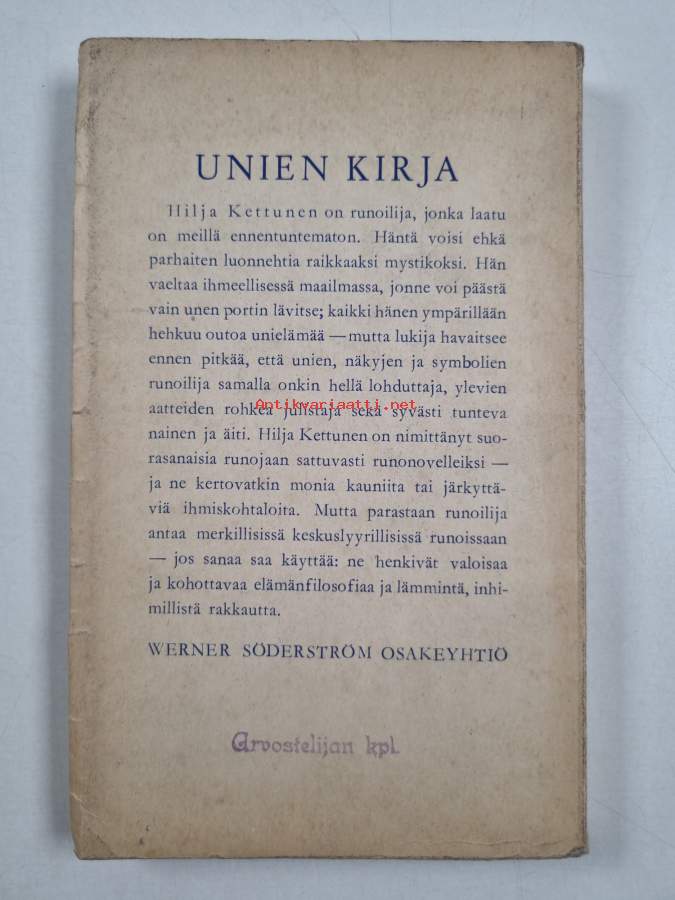 UNIEN KIRJA
Hilja Kettunen on runoilija, jonka laatu
on meillä ennentuntematon. Häntä voisi ehkä
parhaiten luonnehtia raikkaaksi mystikoksi. Hän
vaeltaa ihmeellisessä maailmassa, jonne voi päästä
vain unen portin lävitse; kaikki hänen ympärillään
hehkuu outoa unielämää — mutta lukija havaitsee
ennen pitkää, että unien, näkyjen ja symbolien
runoilija samalla onkin hellä lohduttaja, ylevien
Antikvariaatti.net
aatteiden rohkea julistaja sekä syvästi tunteva
nainen ja äiti. Hilja Kettunen on nimittänyt suo-
rasanaisia runojaan sattuvasti runonovelleiksi —
ja ne kertovatkin monia kauniita tai järkyttä-
viä ihmiskohtaloita. Mutta parastaan runoilija
antaa merkillisissä keskuslyyrillisissä runoissaan
— jos sanaa saa käyttää: ne henkivät valoisaa
ja kohottavaa elämänfilosofiaa ja lämmintä, inhi-
millistä rakkautta.
WERNER SÖDERSTRÖM OSAKEYHTIÖ
Arvostelijan kpl.